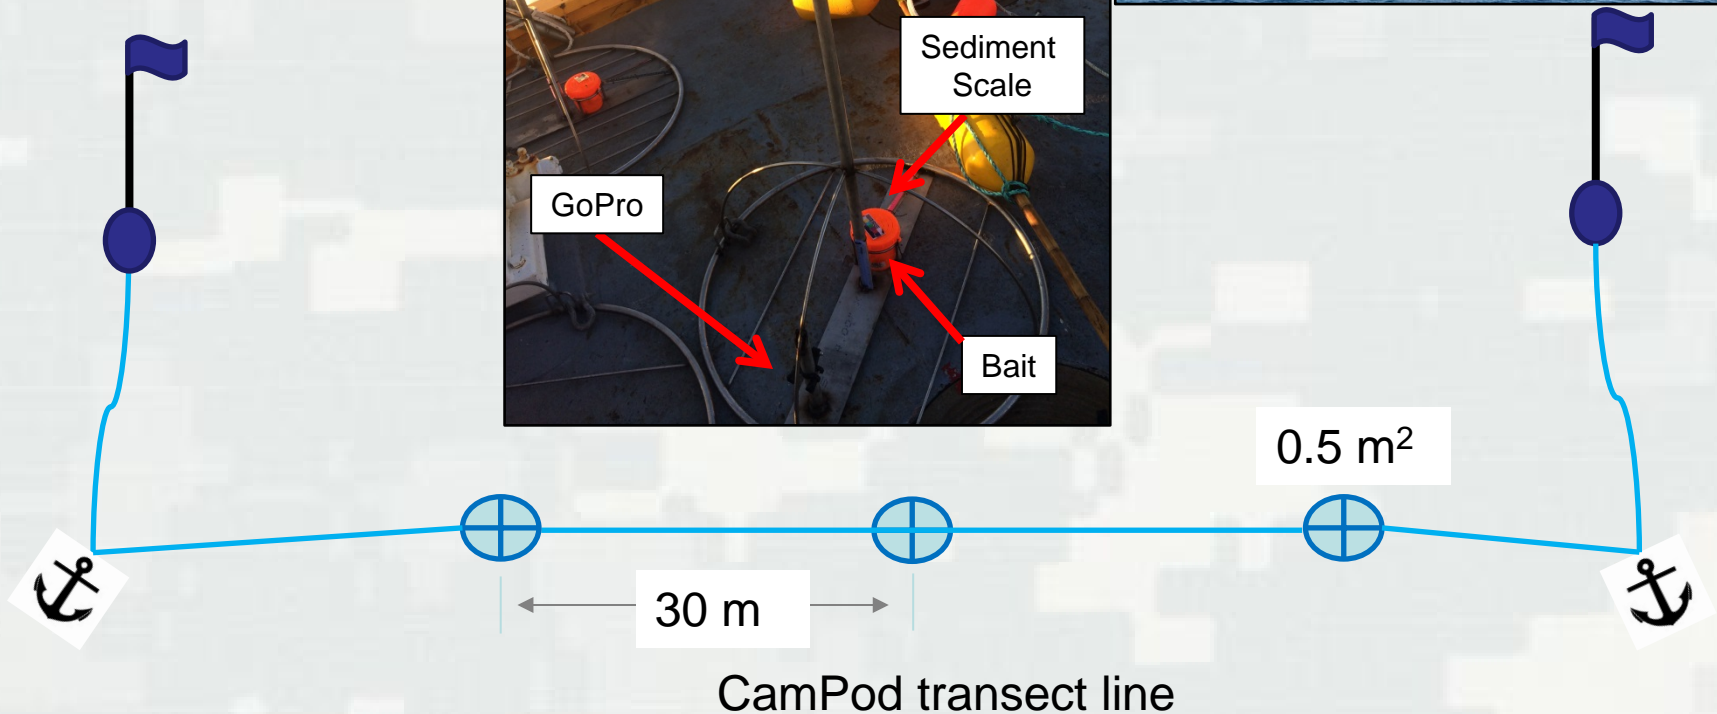 Sediment
Scale
GoPro
Bait
0.5 m²
30 m
CamPod transect line